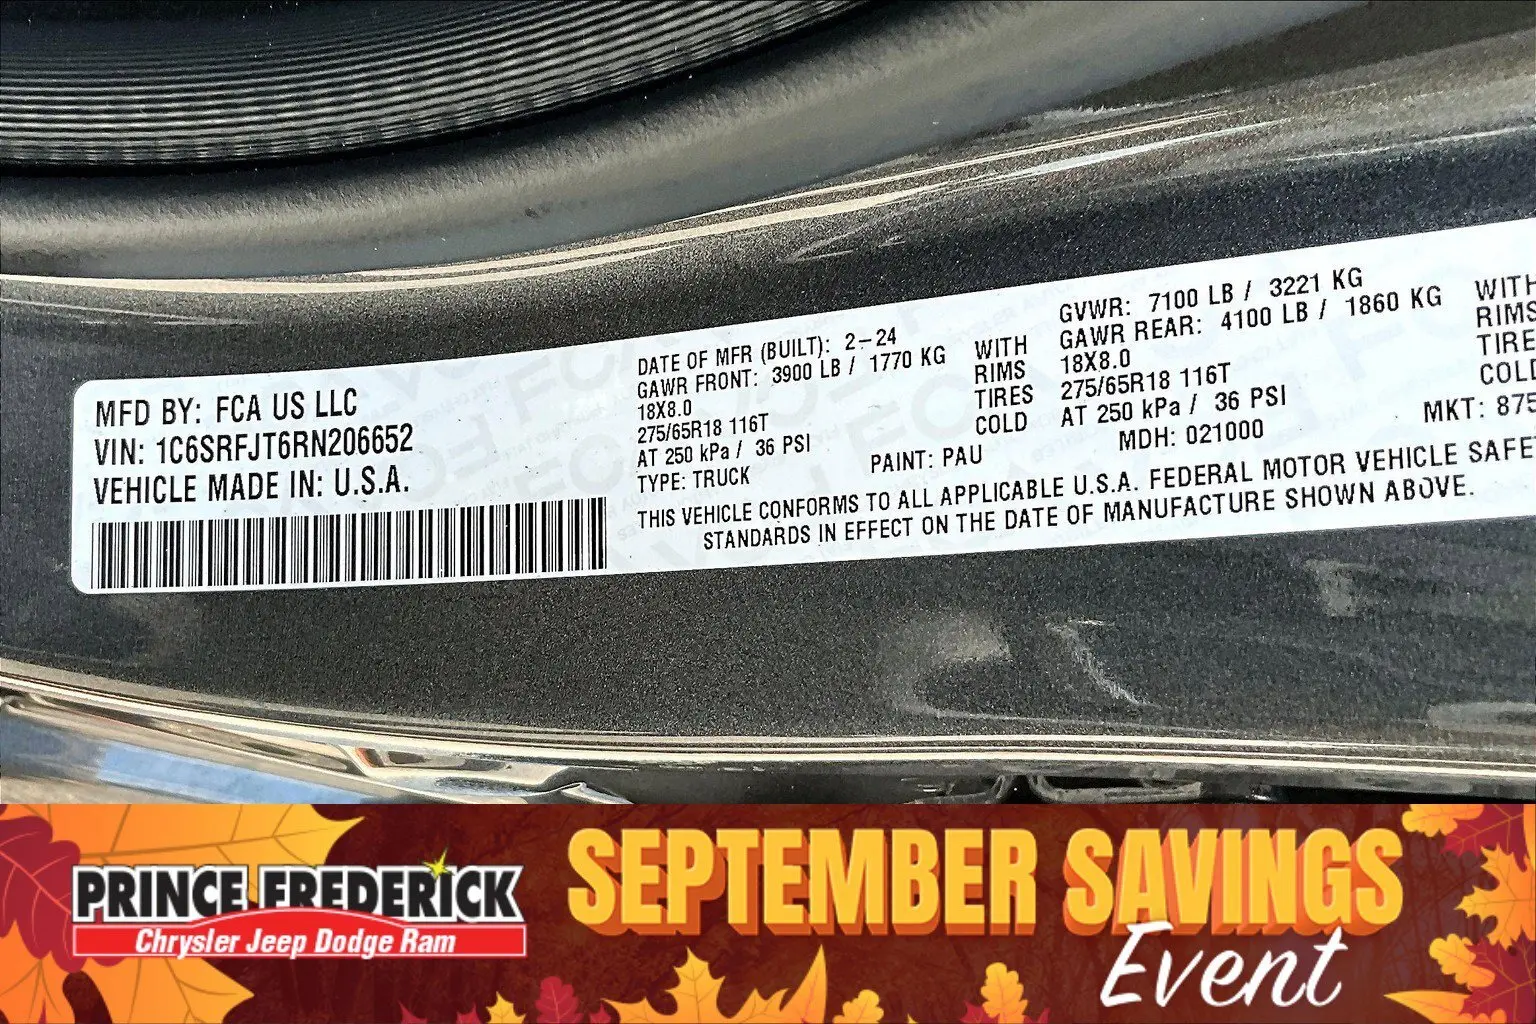 MFD BY: FCA US LLC
VIN: 1C6SRFJT6RN206652
VEHICLE MADE IN: U.S.A.
DATE OF MFR (BUILT): 2-24
GAWR FRONT: 3900 LB / 1770 KG
18X8.0
275/65R18 116T
AT 250 kPa / 36 PSI
TYPE: TRUCK
WITH
RIMS
TIRES
COLD
GVWR: 7100 LB / 3221 KG
GAWR REAR: 4100 LB / 1860 KG
18X8.0
275/65R18 116T
AT 250 kPa / 36 PSI
WITH
RIMS
TIRE
COL
PAINT: PAU
MDH: 021000
MKT: 875
THIS VEHICLE CONFORMS TO ALL APPLICABLE U.S.A. FEDERAL MOTOR VEHICLE SAFE
STANDARDS IN EFFECT ON THE DATE OF MANUFACTURE SHOWN ABOVE.
PRINCE FREDERICK
Chrysler Jeep Dodge Ram
SEPTEMBER SAVINGS
Event